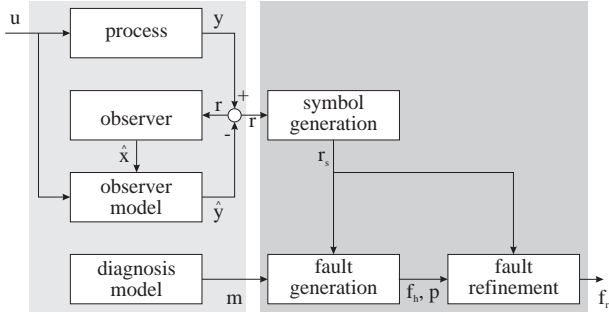 u
process
y
+
observer
r
r
symbol
generation
-
x̂
r_s
observer
model
ŷ
diagnosis
model
m
fault
generation
f_h, p
fault
refinement
f_r